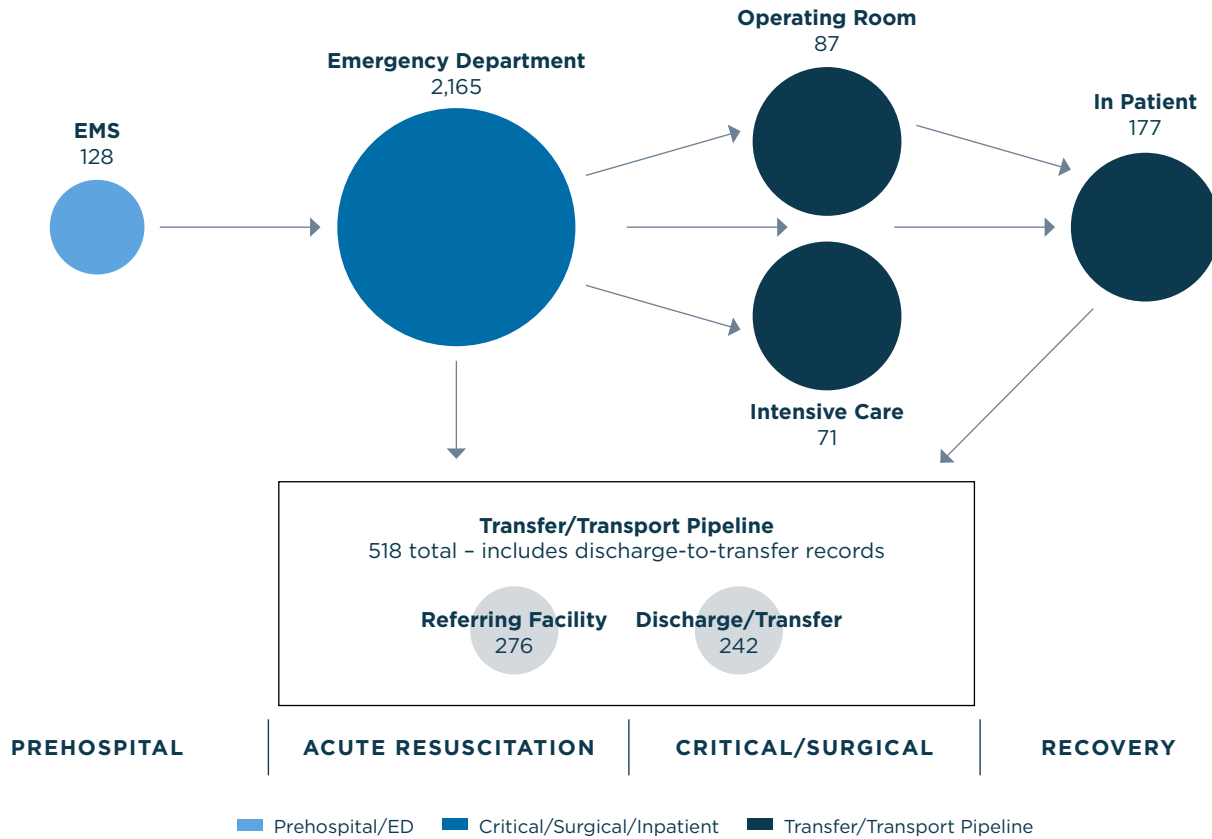 Operating Room
87
Emergency Department
2,165
In Patient
177
EMS
128
Intensive Care
71
Transfer/Transport Pipeline
518 total – includes discharge-to-transfer records
Referring Facility
276
Discharge/Transfer
242
PREHOSPITAL
ACUTE RESUSCITATION
CRITICAL/SURGICAL
RECOVERY
Prehospital/ED
Critical/Surgical/Inpatient
Transfer/Transport Pipeline